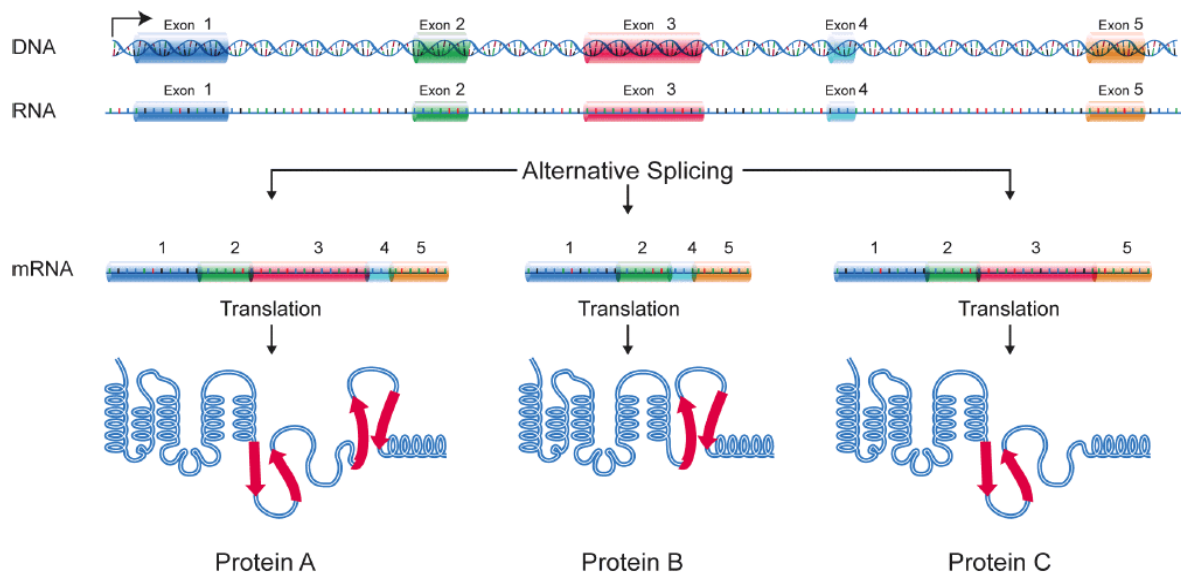 Exon 1 Exon 2 Exon 3 Exon 4 Exon 5
DNA
Exon 1 Exon 2 Exon 3 Exon 4 Exon 5
RNA
Alternative Splicing
1 2 3 4 5 1 2 4 5 1 2 3 5
mRNA
Translation Translation Translation
Protein A Protein B Protein C